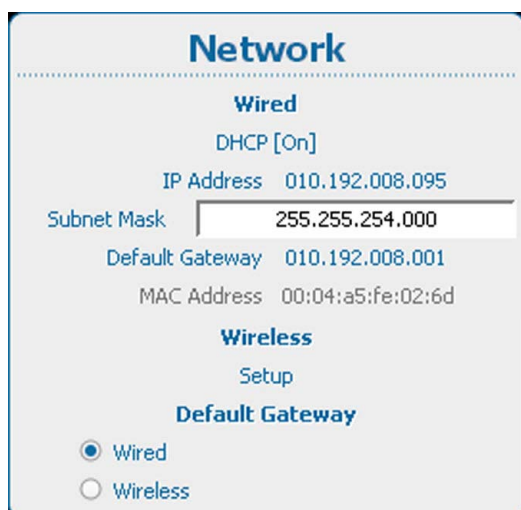 Network
Wired
DHCP [On]
IP Address 010.192.008.095
Subnet Mask 255.255.254.000
Default Gateway 010.192.008.001
MAC Address 00:04:a5:fe:02:6d
Wireless
Setup
Default Gateway
Wired
Wireless